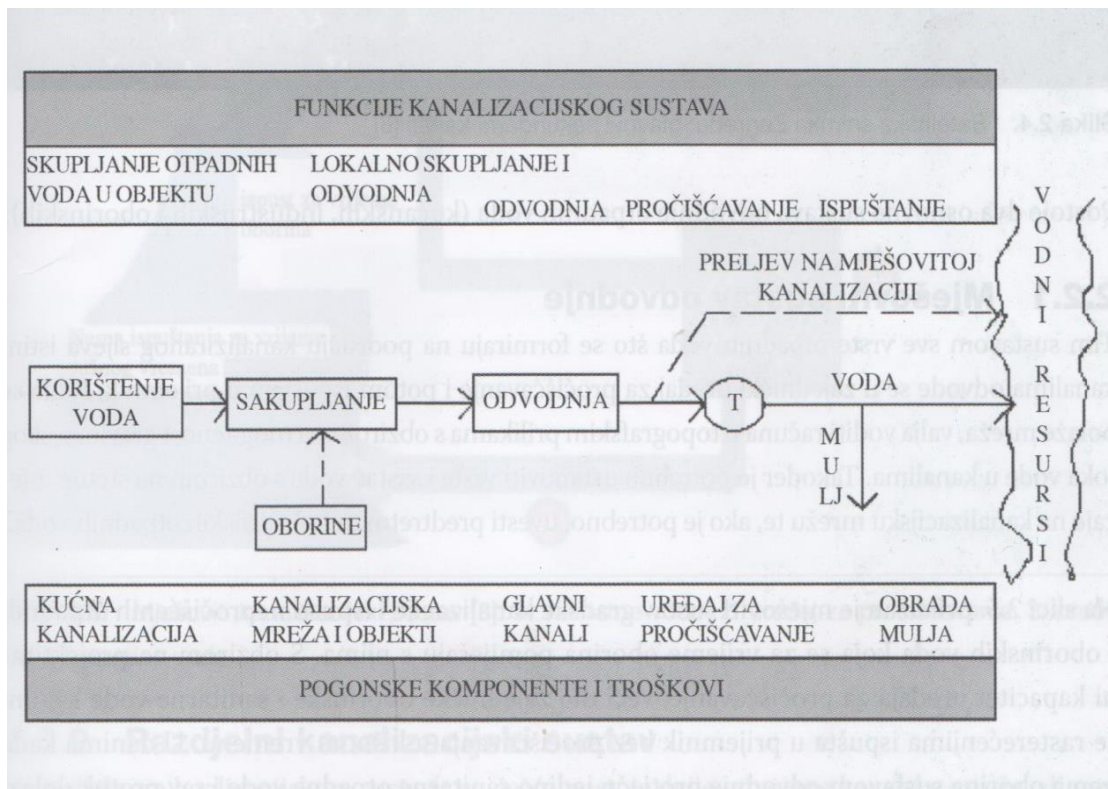 FUNKCIJE KANALIZACIJSKOG SUSTAVA
SKUPLJANJE OTPADNIH
VODA U OBJEKTU
LOKALNO SKUPLJANJE I
ODVODNJA
ODVODNJA
PROČIŠĆAVANJE
ISPUŠTANJE
PRELJEV NA MJEŠOVITOJ
KANALIZACIJI
KORIŠTENJE
VODA
SAKUPLJANJE
ODVODNJA
T
VODA
MULJ
OBORINE
VODNI RESURSI
KUĆNA
KANALIZACIJA
KANALIZACIJSKA
MREŽA I OBJEKTI
GLAVNI
KANALI
UREĐAJ ZA
PROČIŠĆAVANJE
OBRADA
MULJA
POGONSKE KOMPONENTE I TROŠKOVI